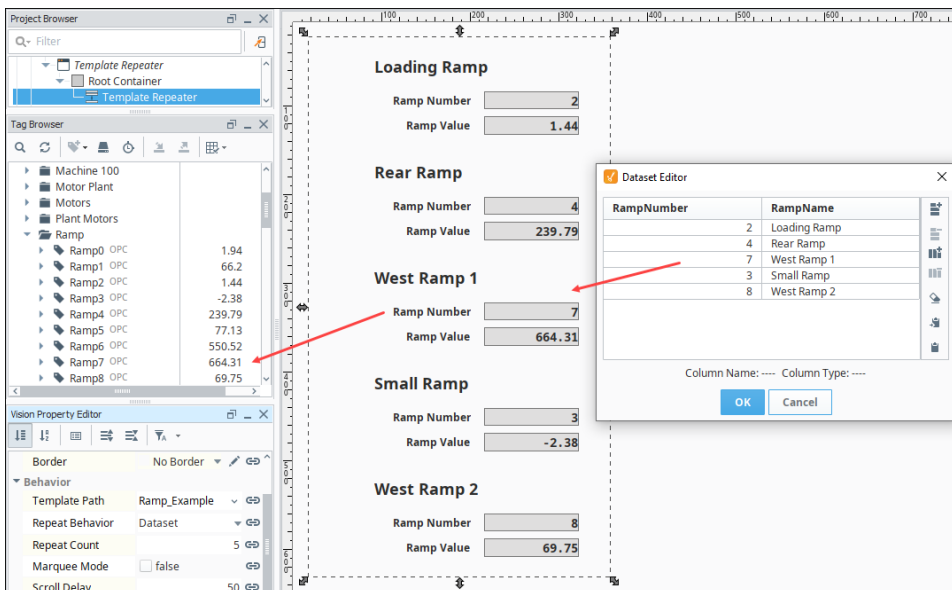 Project Browser
Filter
Template Repeater
Root Container
Template Repeater
Tag Browser
Machine 100
Motor Plant
Motors
Plant Motors
Ramp
Ramp0 OPC 1.94
Ramp1 OPC 66.2
Ramp2 OPC 1.44
Ramp3 OPC -2.38
Ramp4 OPC 239.79
Ramp5 OPC 77.13
Ramp6 OPC 550.52
Ramp7 OPC 664.31
Ramp8 OPC 69.75
Vision Property Editor
Border No Border
Behavior
Template Path Ramp_Example
Repeat Behavior Dataset
Repeat Count 5
Marquee Mode false
Scroll Delay 50
100 200 300 400 500 600 700
100
200
300
400
500
600
Loading Ramp
Ramp Number 2
Ramp Value 1.44
Rear Ramp
Ramp Number 4
Ramp Value 239.79
West Ramp 1
Ramp Number 7
Ramp Value 664.31
Small Ramp
Ramp Number 3
Ramp Value -2.38
West Ramp 2
Ramp Number 8
Ramp Value 69.75
Dataset Editor
RampNumber RampName
2 Loading Ramp
4 Rear Ramp
7 West Ramp 1
3 Small Ramp
8 West Ramp 2
Column Name: ---- Column Type: ----
OK Cancel